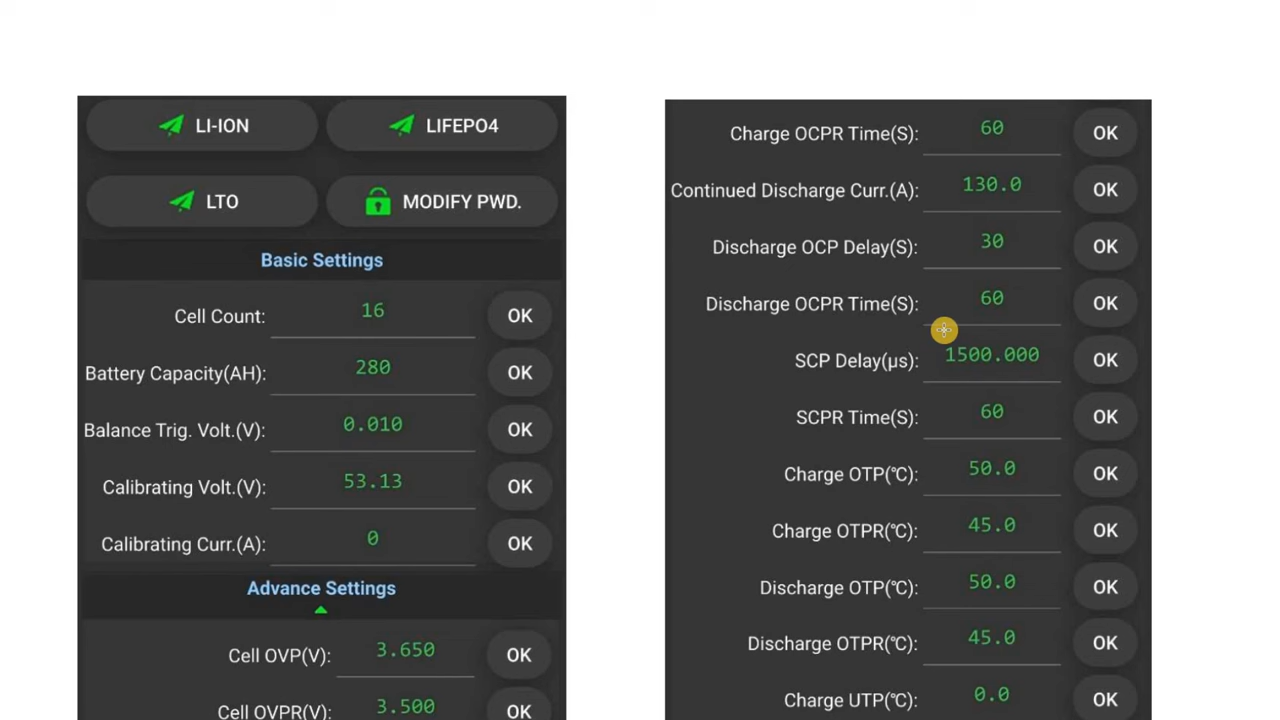 LI-ION LIFEPO4
LTO MODIFY PWD.
Basic Settings
Cell Count: 16 OK
Battery Capacity(AH): 280 OK
Balance Trig. Volt.(V): 0.010 OK
Calibrating Volt.(V): 53.13 OK
Calibrating Curr.(A): 0 OK
Advance Settings
Cell OVP(V): 3.650 OK
Cell OVPR(V): 3.500 OK
Charge OCPR Time(S): 60 OK
Continued Discharge Curr.(A): 130.0 OK
Discharge OCP Delay(S): 30 OK
Discharge OCPR Time(S): 60 OK
SCP Delay(µs): 1500.000 OK
SCPR Time(S): 60 OK
Charge OTP(℃): 50.0 OK
Charge OTPR(℃): 45.0 OK
Discharge OTP(℃): 50.0 OK
Discharge OTPR(℃): 45.0 OK
Charge UTP(℃): 0.0 OK